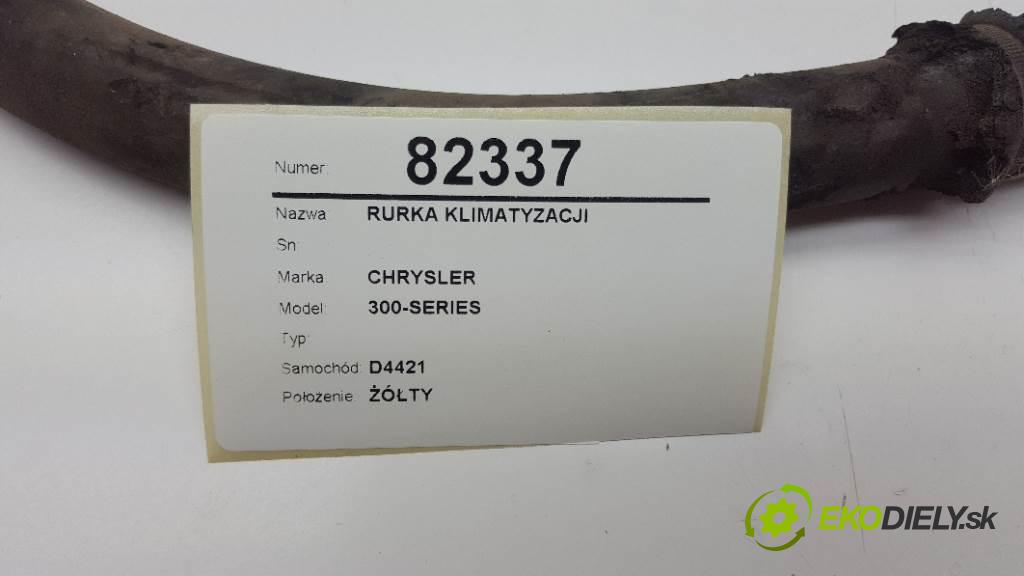 Numer: 82337
Nazwa RURKA KLIMATYZACJI
Sn:
Marka CHRYSLER
Model: 300-SERIES
Typ:
Samochód: D4421
Położenie: ŻÓŁTY
EKODIELY.sk